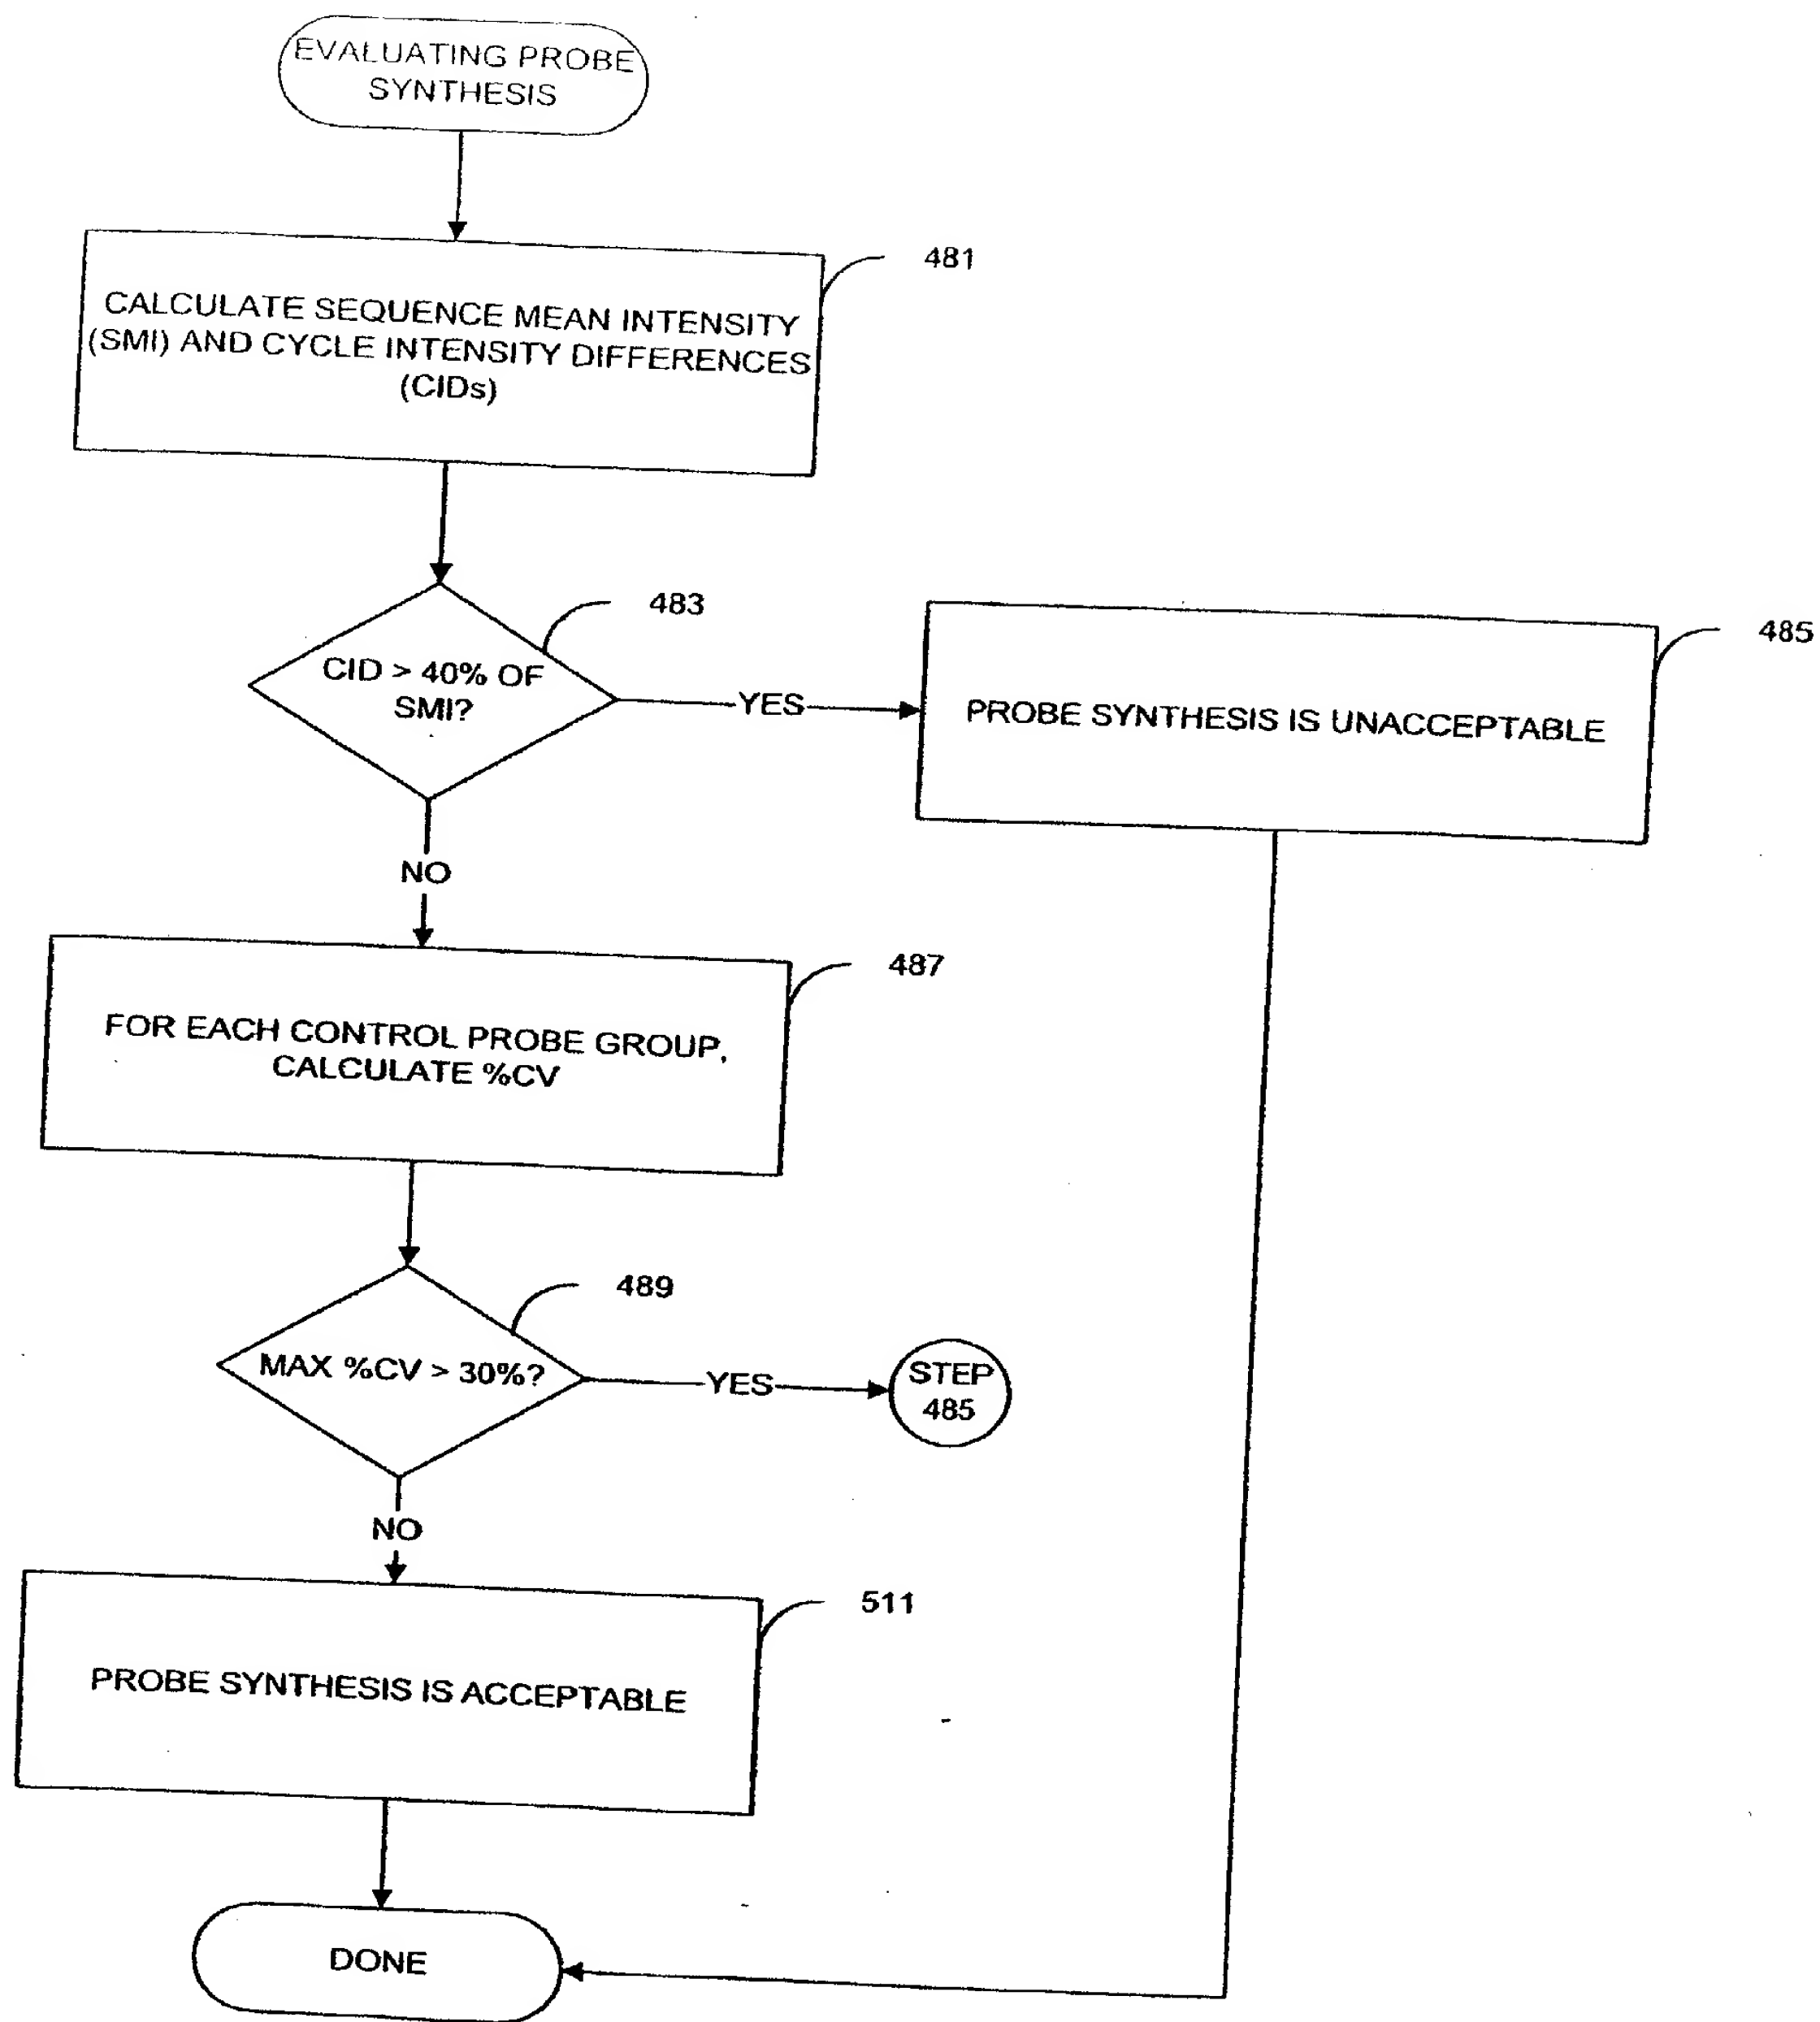 EVALUATING PROBE
SYNTHESIS
481
CALCULATE SEQUENCE MEAN INTENSITY
(SMI) AND CYCLE INTENSITY DIFFERENCES
(CIDs)
483
CID > 40% OF
SMI?
YES
485
PROBE SYNTHESIS IS UNACCEPTABLE
NO
487
FOR EACH CONTROL PROBE GROUP,
CALCULATE %CV
489
MAX %CV > 30%?
YES
STEP
485
NO
511
PROBE SYNTHESIS IS ACCEPTABLE
DONE